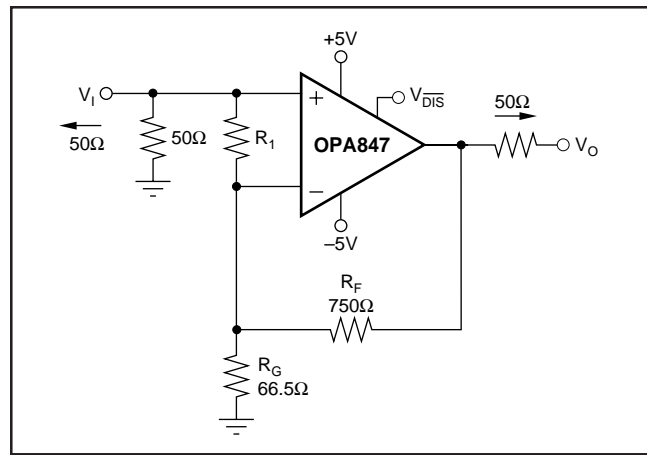 +5V
V_I
V_DIS̅
50Ω
50Ω
R_1
+
OPA847
−
50Ω
V_O
–5V
R_F
750Ω
R_G
66.5Ω